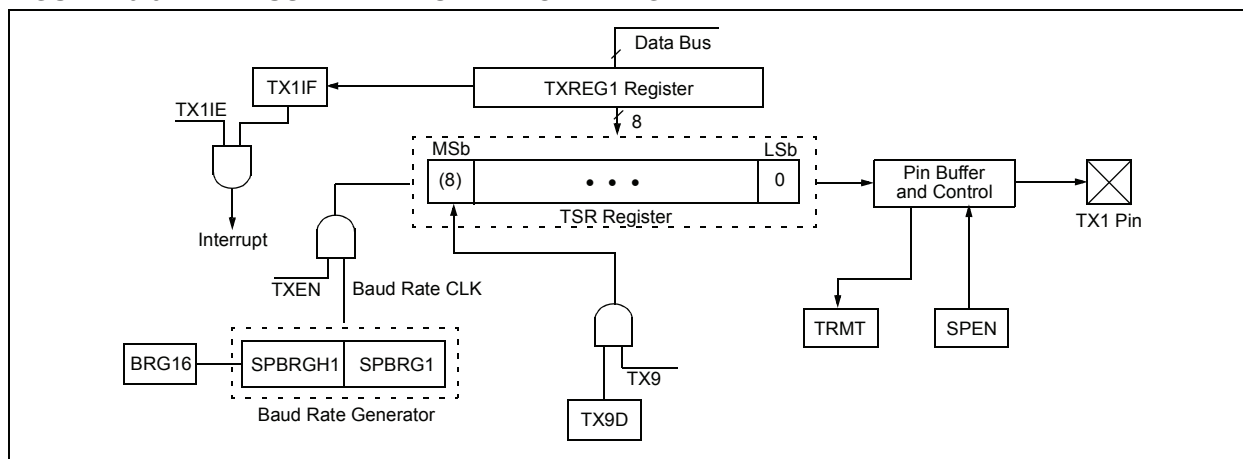 Data Bus
TXREG1 Register
TX1IF
TX1IE
8
MSb
LSb
(8)
• • •
0
TSR Register
Pin Buffer
and Control
TX1 Pin
Interrupt
TXEN
Baud Rate CLK
TRMT
SPEN
BRG16
SPBRGH1
SPBRG1
TX9
Baud Rate Generator
TX9D